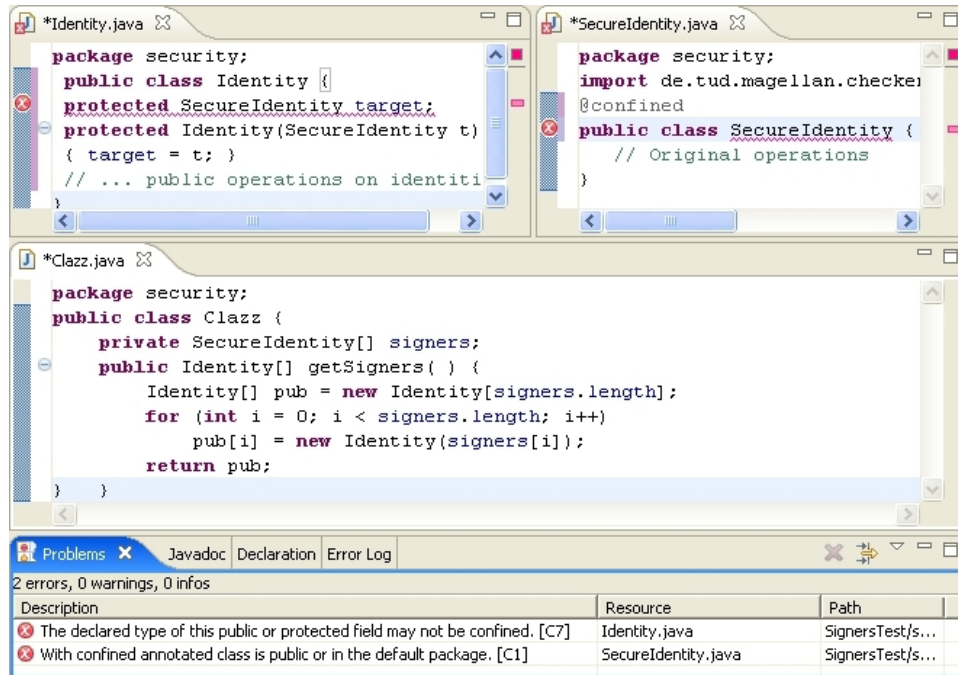 *Identity.java
package security;
public class Identity {
protected SecureIdentity target;
protected Identity(SecureIdentity t)
{ target = t; }
// ... public operations on identiti
}
*SecureIdentity.java
package security;
import de.tud.magellan.checker
@confined
public class SecureIdentity {
// Original operations
}
*Clazz.java
package security;
public class Clazz {
private SecureIdentity[] signers;
public Identity[] getSigners( ) {
Identity[] pub = new Identity[signers.length];
for (int i = 0; i < signers.length; i++)
pub[i] = new Identity(signers[i]);
return pub;
} }
Problems Javadoc Declaration Error Log
2 errors, 0 warnings, 0 infos
Description Resource Path
The declared type of this public or protected field may not be confined. [C7] Identity.java SignersTest/s...
With confined annotated class is public or in the default package. [C1] SecureIdentity.java SignersTest/s...